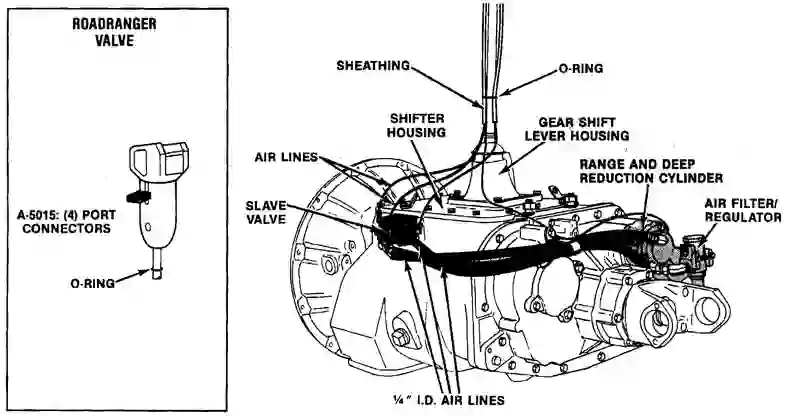 ROADRANGER
VALVE
A-5015: (4) PORT
CONNECTORS
O-RING
SHEATHING
O-RING
SHIFTER
HOUSING
GEAR SHIFT
LEVER HOUSING
AIR LINES
RANGE AND DEEP
REDUCTION CYLINDER
SLAVE
VALVE
AIR FILTER/
REGULATOR
¼" I.D. AIR LINES